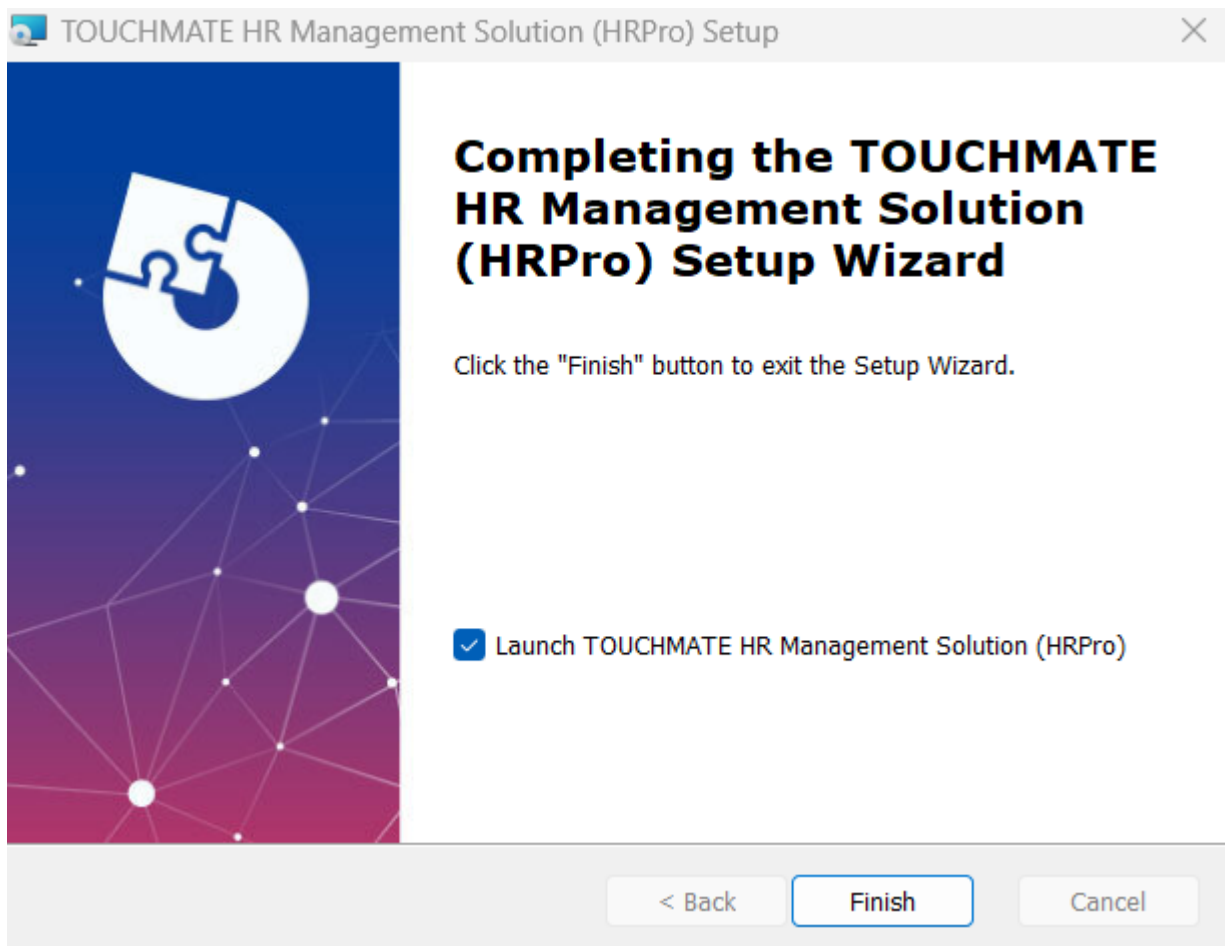 TOUCHMATE HR Management Solution (HRPro) Setup
Completing the TOUCHMATE
HR Management Solution
(HRPro) Setup Wizard
Click the "Finish" button to exit the Setup Wizard.
Launch TOUCHMATE HR Management Solution (HRPro)
< Back
Finish
Cancel